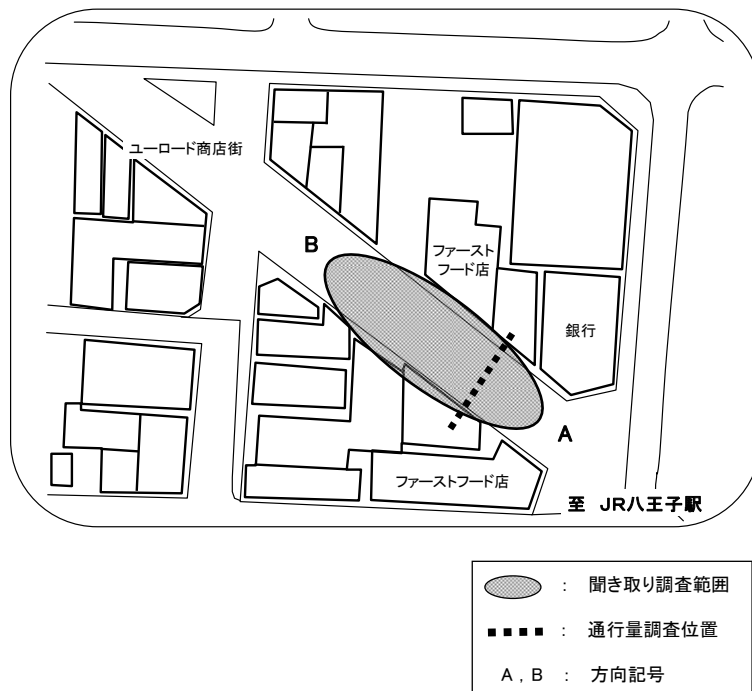 ユーロード商店街
B
ファースト
フード店
銀行
A
ファーストフード店
至 JR八王子駅
： 聞き取り調査範囲
： 通行量調査位置
A，B ： 方向記号